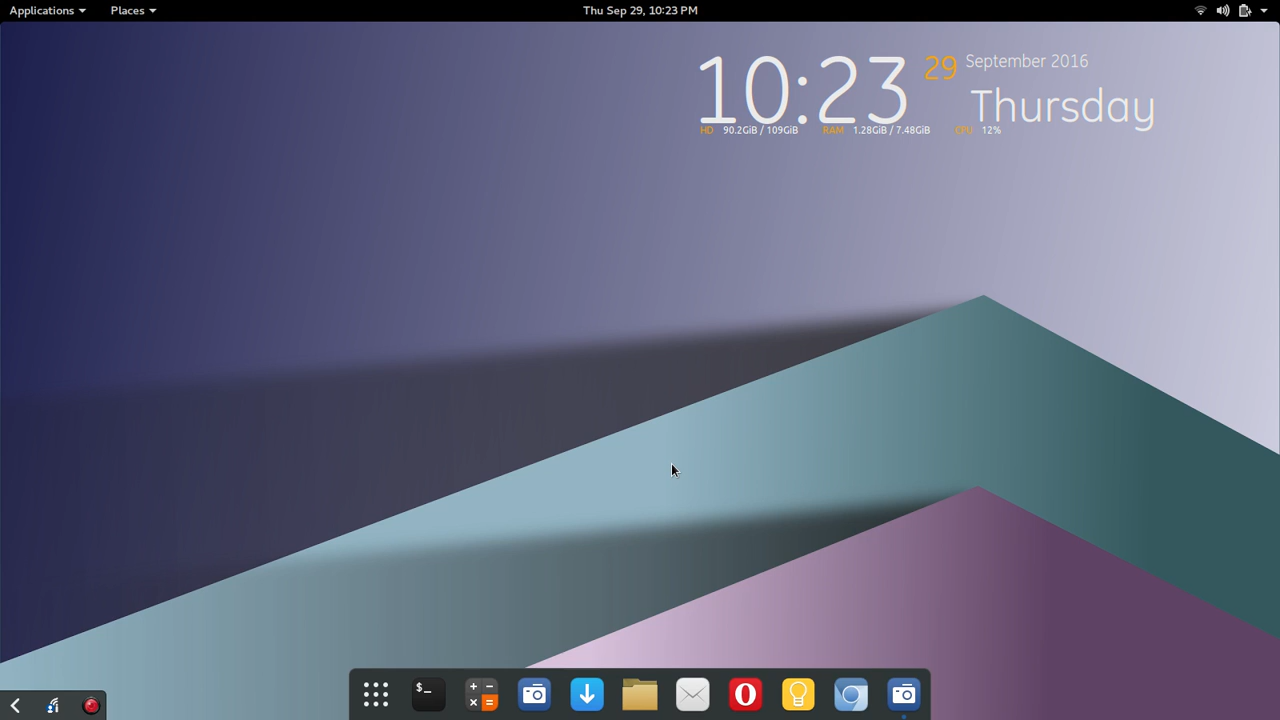 Applications Places Thu Sep 29, 10:23 PM
10:23 29 September 2016
Thursday
HD 90.2GiB / 109GiB RAM 1.28GiB / 7.48GiB CPU 12%
$_